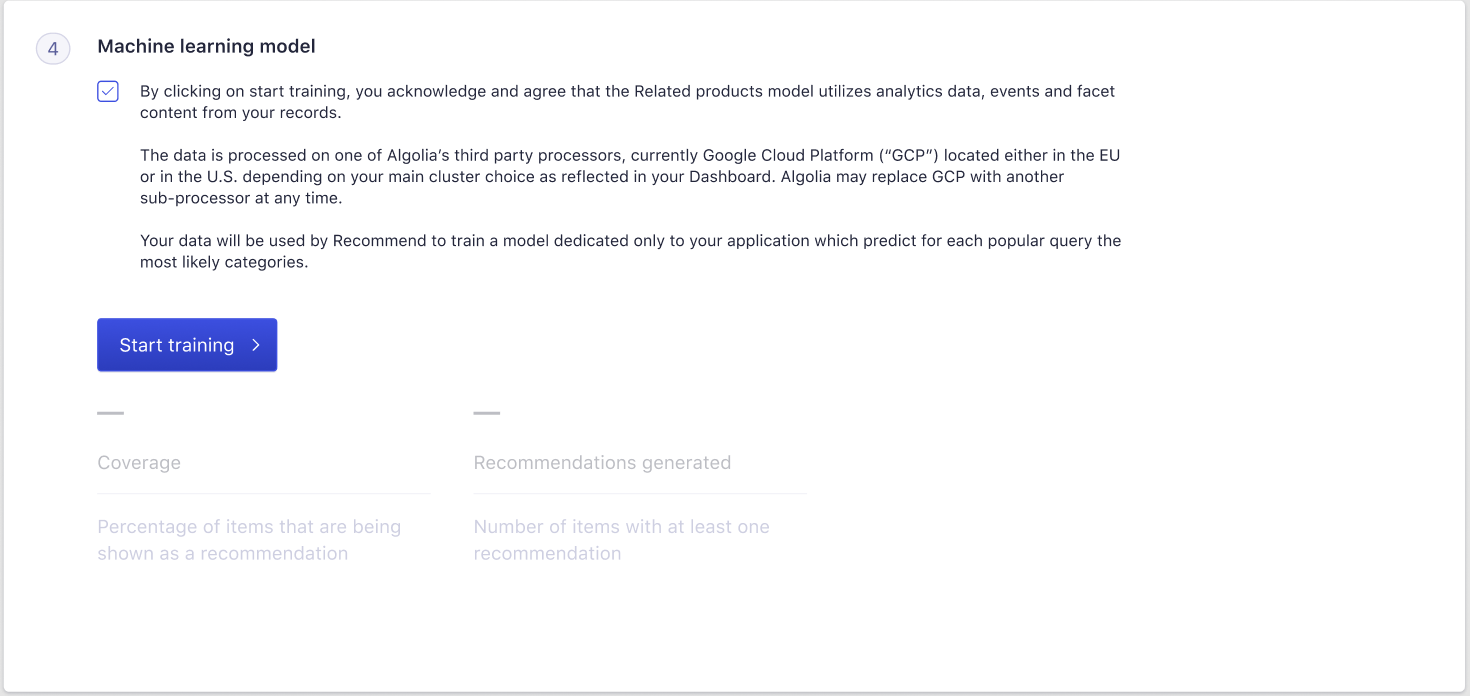 4
Machine learning model
By clicking on start training, you acknowledge and agree that the Related products model utilizes analytics data, events and facet
content from your records.
The data is processed on one of Algolia’s third party processors, currently Google Cloud Platform (“GCP”) located either in the EU
or in the U.S. depending on your main cluster choice as reflected in your Dashboard. Algolia may replace GCP with another
sub-processor at any time.
Your data will be used by Recommend to train a model dedicated only to your application which predict for each popular query the
most likely categories.
Start training
Coverage
Percentage of items that are being
shown as a recommendation
Recommendations generated
Number of items with at least one
recommendation